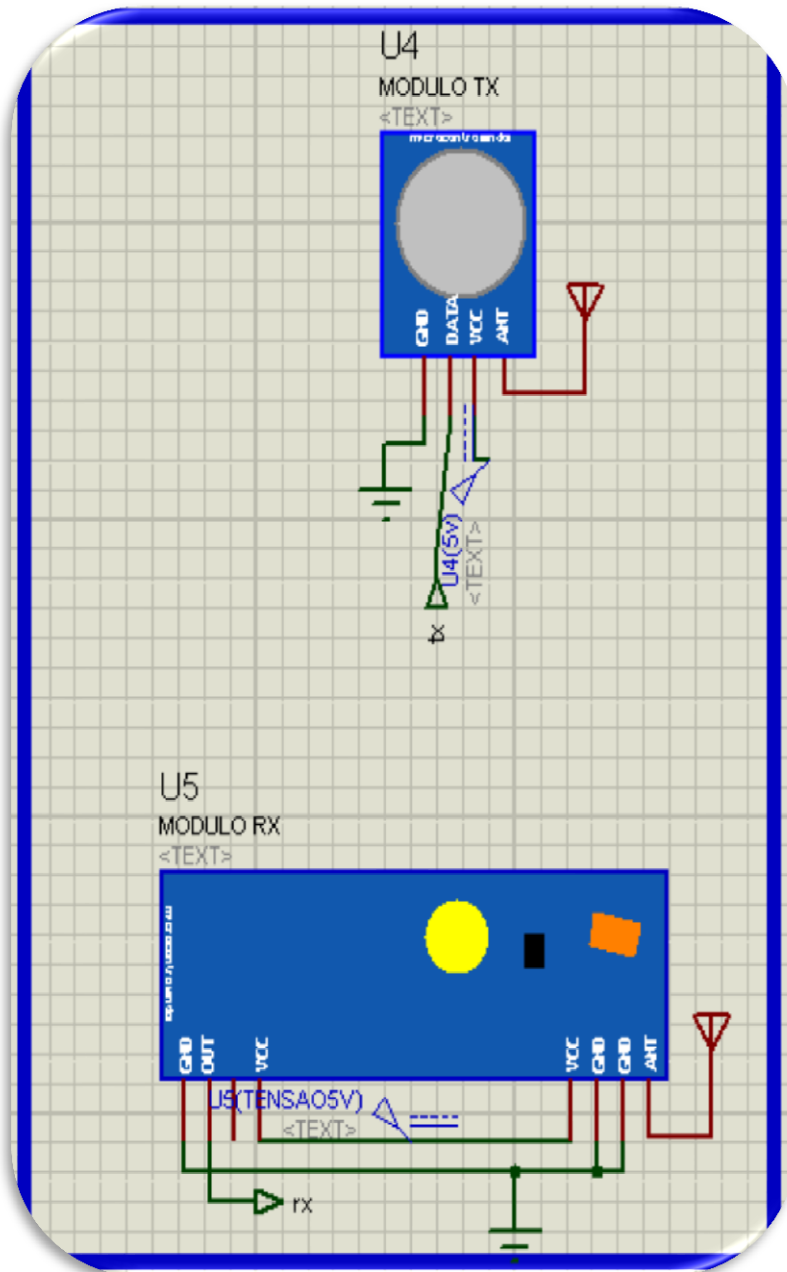 U4
MODULO TX
<TEXT>
microcontrolando
GND
DATA
VCC
ANT
U4(5V)
<TEXT>
tx
U5
MODULO RX
<TEXT>
GND
OUT
VCC
VCC
GND
GND
ANT
U5(TENSAO5V)
<TEXT>
rx